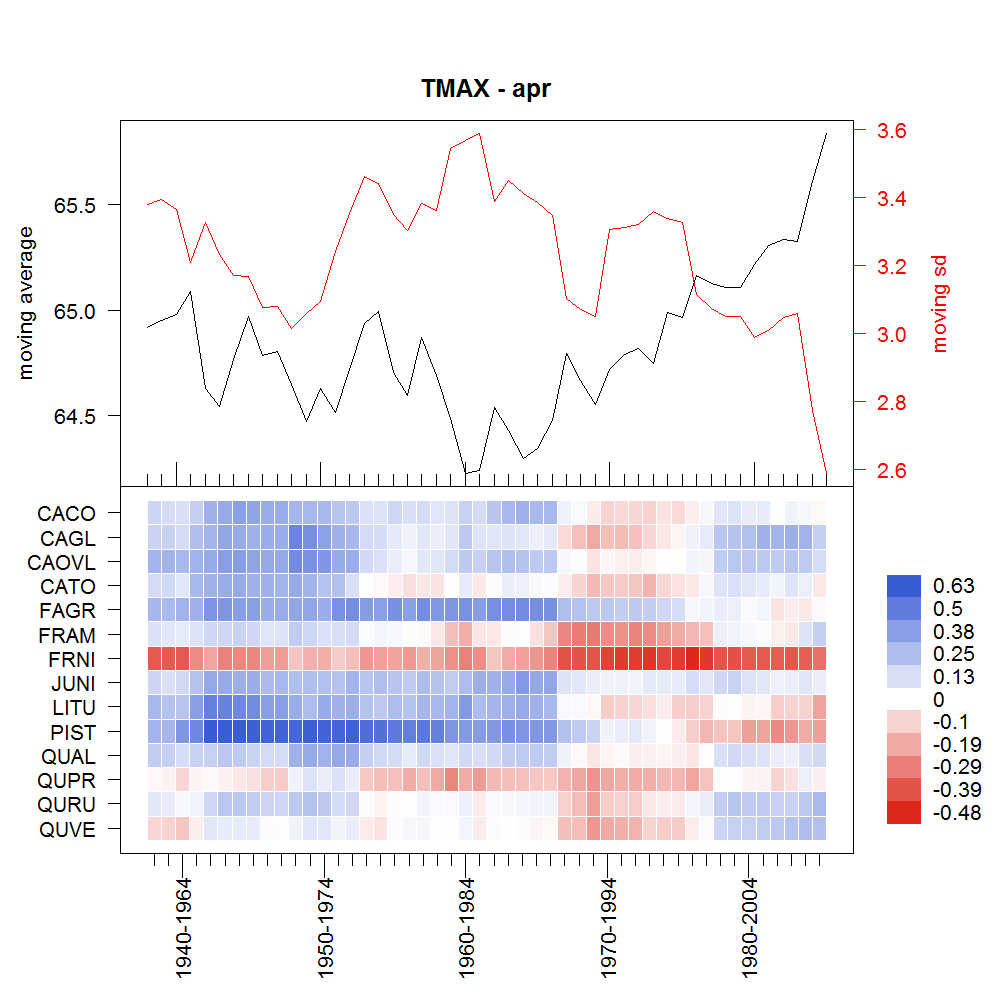 TMAX - apr
moving average
65.5
65.0
64.5
3.6
3.4
3.2
3.0
2.8
2.6
moving sd
CACO
CAGL
CAOVL
CATO
FAGR
FRAM
FRNI
JUNI
LITU
PIST
QUAL
QUPR
QURU
QUVE
0.63
0.5
0.38
0.25
0.13
0
-0.1
-0.19
-0.29
-0.39
-0.48
1940-1964
1950-1974
1960-1984
1970-1994
1980-2004